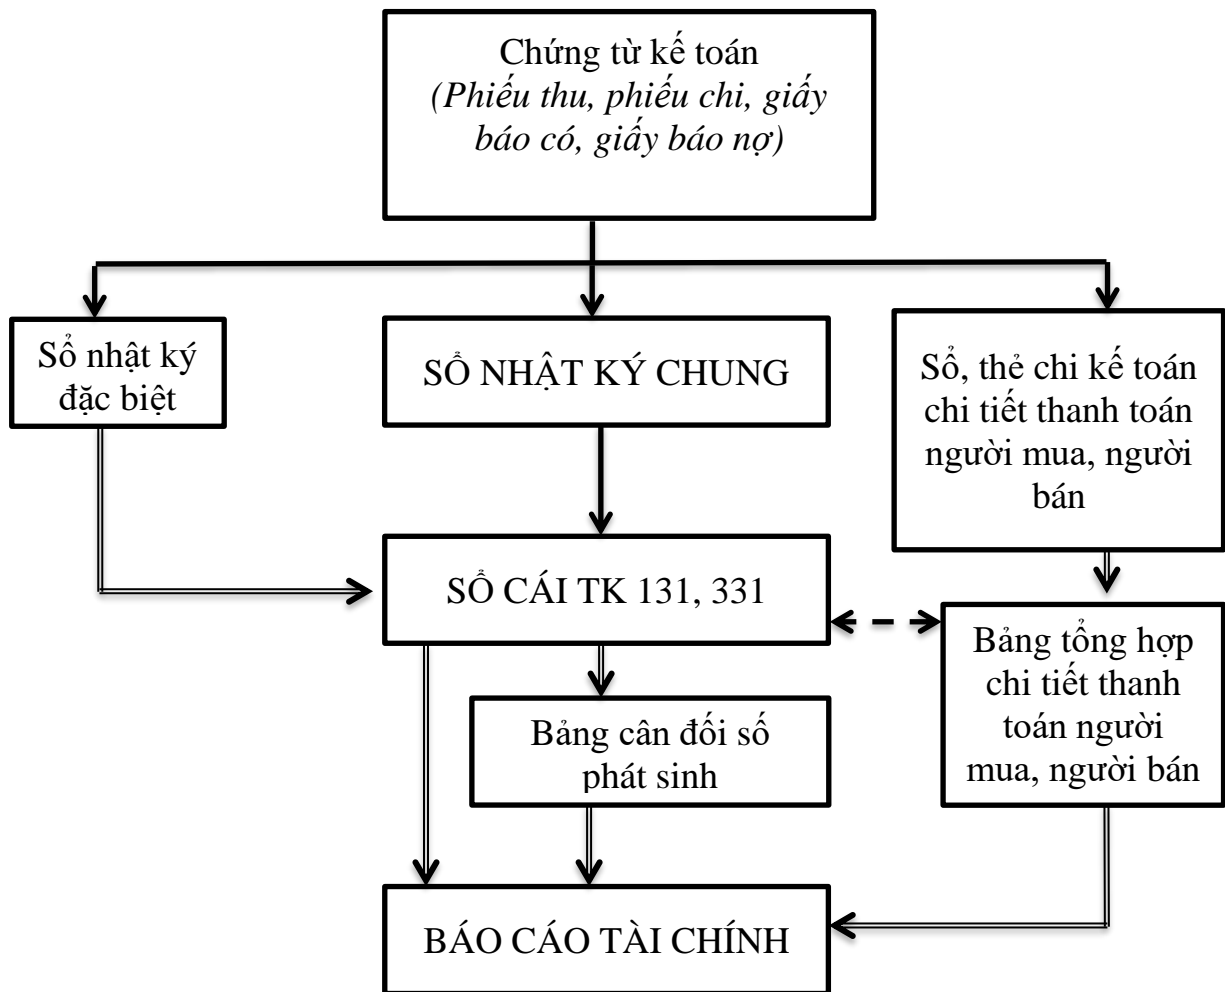 Chứng từ kế toán
(Phiếu thu, phiếu chi, giấy
báo có, giấy báo nợ)
Sổ nhật ký
đặc biệt
SỔ NHẬT KÝ CHUNG
Sổ, thẻ chi kế toán
chi tiết thanh toán
người mua, người
bán
SỔ CÁI TK 131, 331
Bảng tổng hợp
chi tiết thanh
toán người
mua, người bán
Bảng cân đối số
phát sinh
BÁO CÁO TÀI CHÍNH